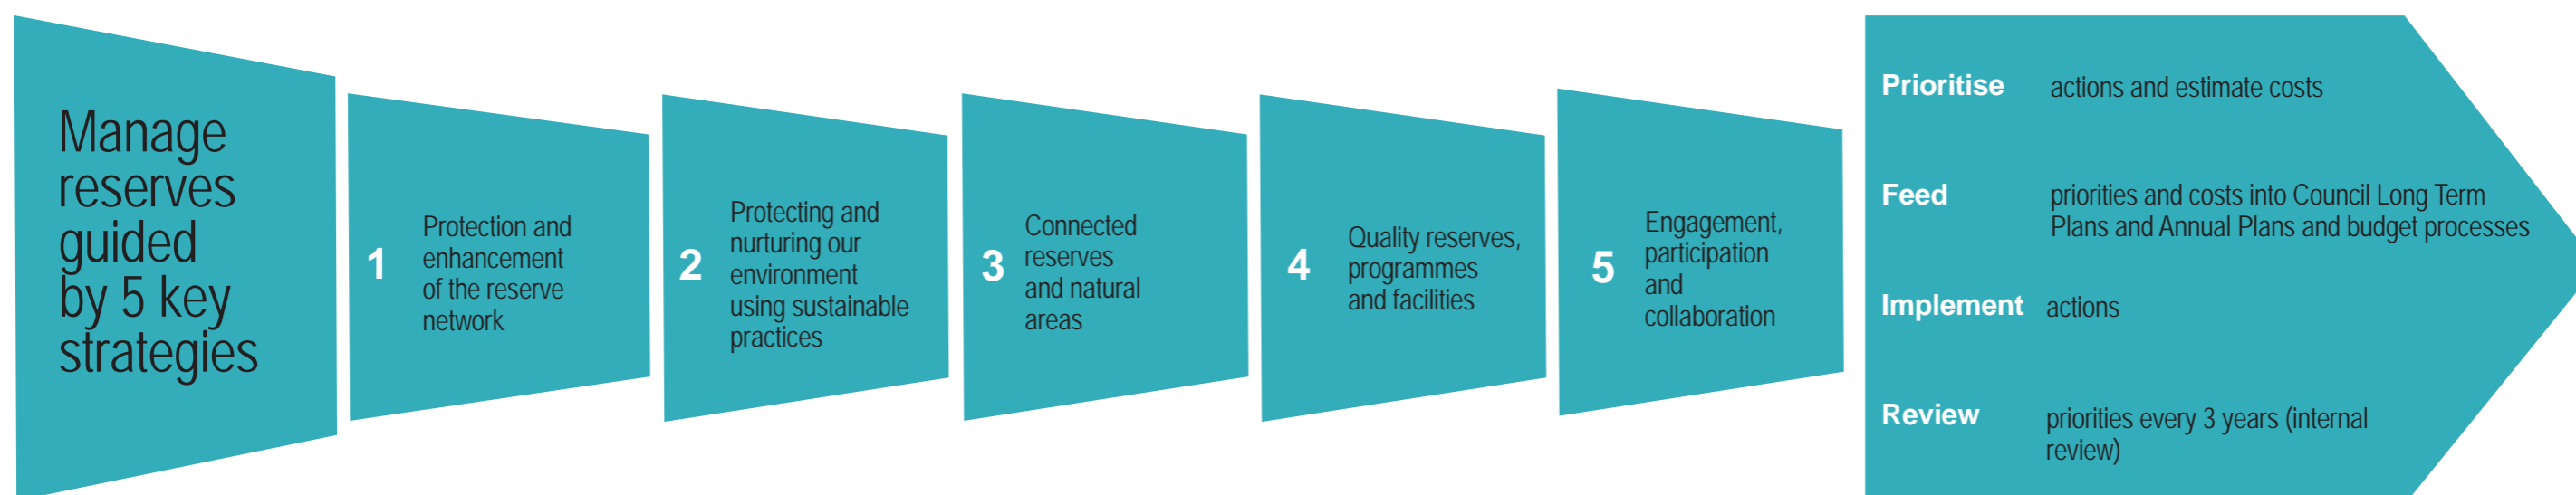 Manage
reserves
guided
by 5 key
strategies
1
Protection and
enhancement
of the reserve
network
2
Protecting and
nurturing our
environment
using sustainable
practices
3
Connected
reserves
and natural
areas
4
Quality reserves,
programmes
and facilities
5
Engagement,
participation
and
collaboration
Prioritise actions and estimate costs
Feed priorities and costs into Council Long Term
Plans and Annual Plans and budget processes
Implement actions
Review priorities every 3 years (internal
review)